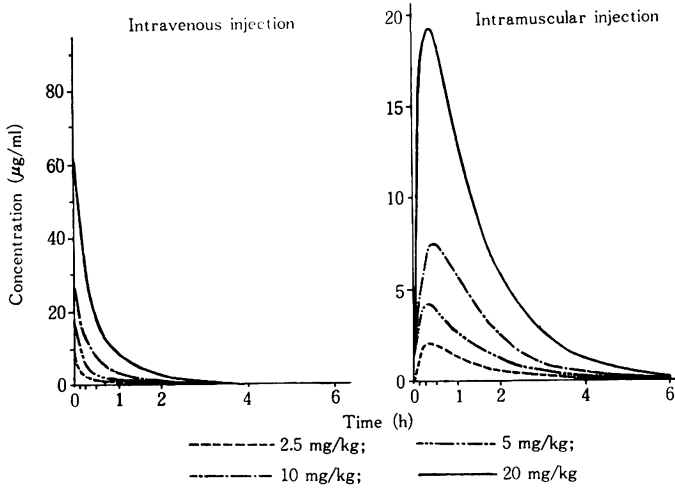 Intravenous injection
Intramuscular injection
Concentration (µg/ml)
80
60
40
20
0
0 1 2 4 6
20
15
10
5
0
0 1 2 4 6
Time (h)
2.5 mg/kg; 5 mg/kg;
10 mg/kg; 20 mg/kg